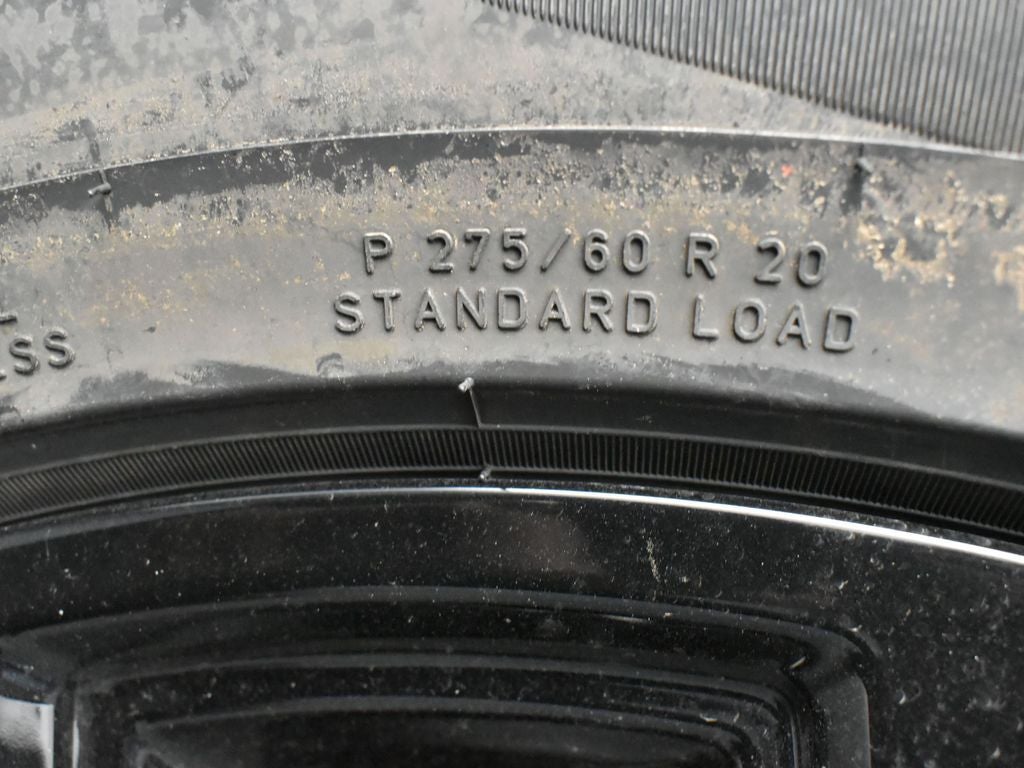 P 275/60 R 20
STANDARD LOAD